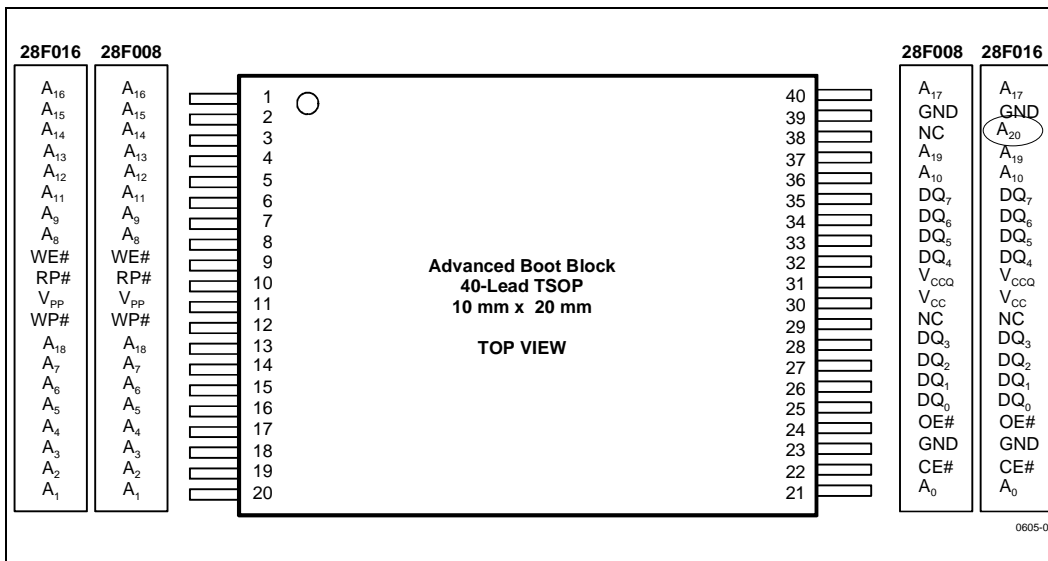 28F016 28F008 28F008 28F016
A16 A16 1 40 A17 A17
A15 A15 2 39 GND GND
A14 A14 3 38 NC A20
A13 A13 4 37 A19 A19
A12 A12 5 36 A10 A10
A11 A11 6 35 DQ7 DQ7
A9 A9 7 34 DQ6 DQ6
A8 A8 8 33 DQ5 DQ5
WE# WE# 9 32 DQ4 DQ4
RP# RP# 10 31 VCCQ VCCQ
VPP VPP 11 30 VCC VCC
WP# WP# 12 29 NC NC
A18 A18 13 28 DQ3 DQ3
A7 A7 14 27 DQ2 DQ2
A6 A6 15 26 DQ1 DQ1
A5 A5 16 25 DQ0 DQ0
A4 A4 17 24 OE# OE#
A3 A3 18 23 GND GND
A2 A2 19 22 CE# CE#
A1 A1 20 21 A0 A0
Advanced Boot Block
40-Lead TSOP
10 mm x 20 mm
TOP VIEW